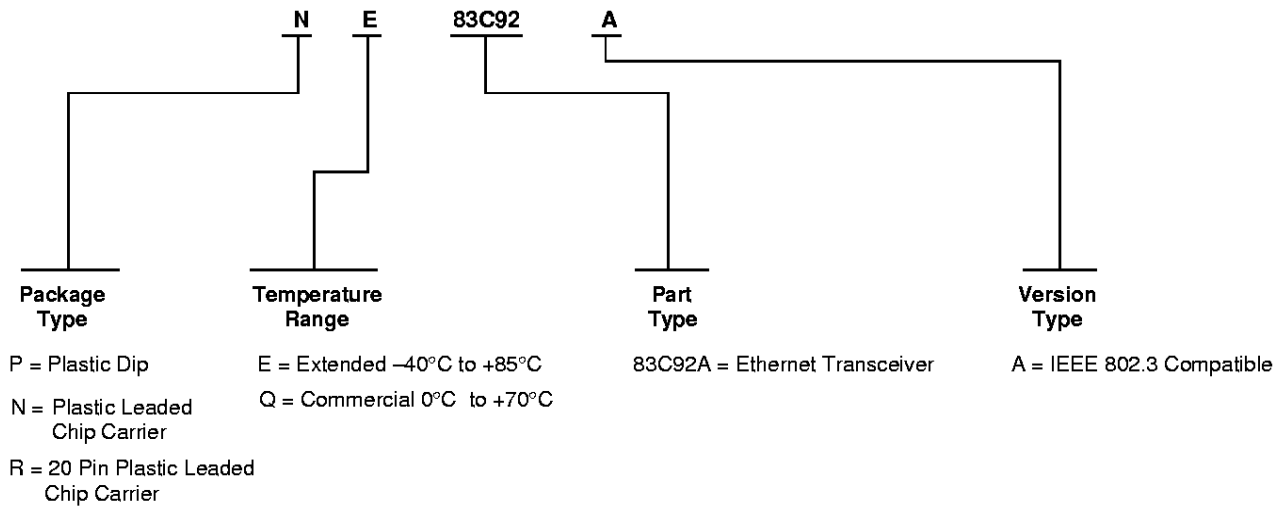 N E 83C92 A
Package Type
Temperature Range
Part Type
Version Type
P = Plastic Dip
N = Plastic Leaded
Chip Carrier
R = 20 Pin Plastic Leaded
Chip Carrier
E = Extended –40°C to +85°C
Q = Commercial 0°C to +70°C
83C92A = Ethernet Transceiver
A = IEEE 802.3 Compatible